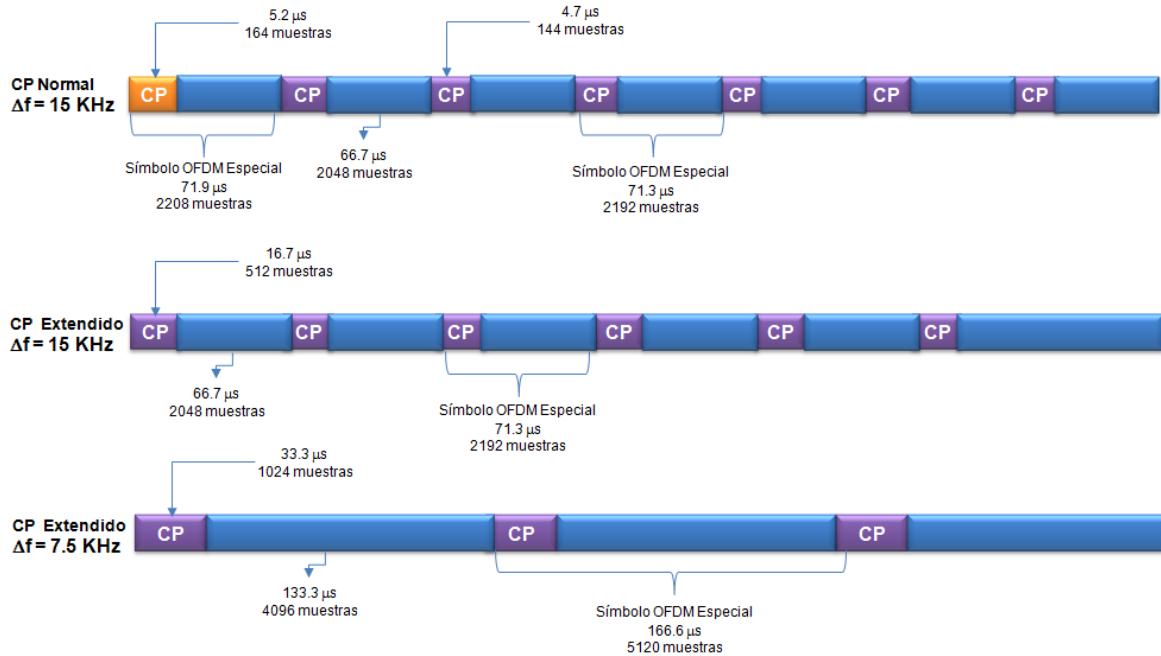 5.2 µs
164 muestras
4.7 µs
144 muestras
CP Normal
Δf = 15 KHz
CP
CP
CP
CP
CP
CP
CP
Símbolo OFDM Especial
71.9 µs
2208 muestras
66.7 µs
2048 muestras
Símbolo OFDM Especial
71.3 µs
2192 muestras
16.7 µs
512 muestras
CP Extendido
Δf = 15 KHz
CP
CP
CP
CP
CP
CP
66.7 µs
2048 muestras
Símbolo OFDM Especial
71.3 µs
2192 muestras
33.3 µs
1024 muestras
CP Extendido
Δf = 7.5 KHz
CP
CP
CP
133.3 µs
4096 muestras
Símbolo OFDM Especial
166.6 µs
5120 muestras